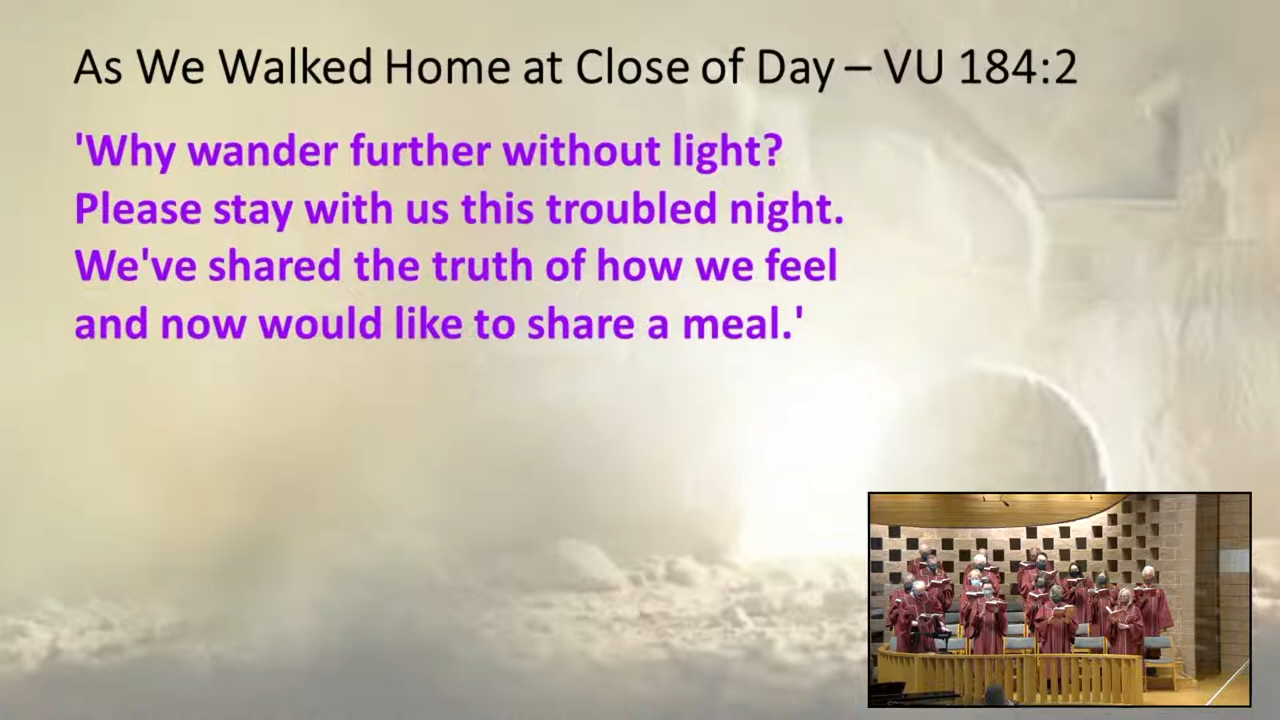 As We Walked Home at Close of Day – VU 184:2
'Why wander further without light?
Please stay with us this troubled night.
We've shared the truth of how we feel
and now would like to share a meal.'